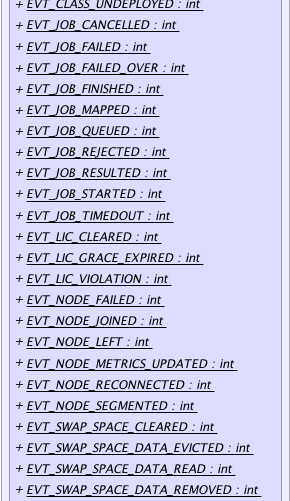 + EVT_CLASS_UNDEPLOYED : int
+ EVT_JOB_CANCELLED : int
+ EVT_JOB_FAILED : int
+ EVT_JOB_FAILED_OVER : int
+ EVT_JOB_FINISHED : int
+ EVT_JOB_MAPPED : int
+ EVT_JOB_QUEUED : int
+ EVT_JOB_REJECTED : int
+ EVT_JOB_RESULTED : int
+ EVT_JOB_STARTED : int
+ EVT_JOB_TIMEDOUT : int
+ EVT_LIC_CLEARED : int
+ EVT_LIC_GRACE_EXPIRED : int
+ EVT_LIC_VIOLATION : int
+ EVT_NODE_FAILED : int
+ EVT_NODE_JOINED : int
+ EVT_NODE_LEFT : int
+ EVT_NODE_METRICS_UPDATED : int
+ EVT_NODE_RECONNECTED : int
+ EVT_NODE_SEGMENTED : int
+ EVT_SWAP_SPACE_CLEARED : int
+ EVT_SWAP_SPACE_DATA_EVICTED : int
+ EVT_SWAP_SPACE_DATA_READ : int
+ EVT_SWAP_SPACE_DATA_REMOVED : int